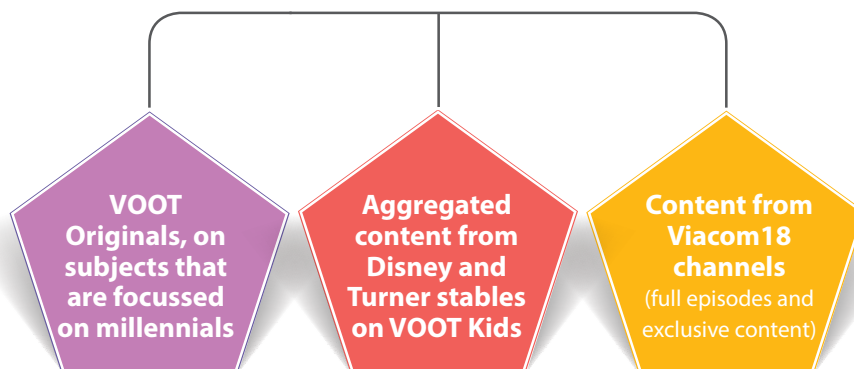 VOOT
Originals, on
subjects that
are focussed
on millennials
Aggregated
content from
Disney and
Turner stables
on VOOT Kids
Content from
Viacom18
channels
(full episodes and
exclusive content)